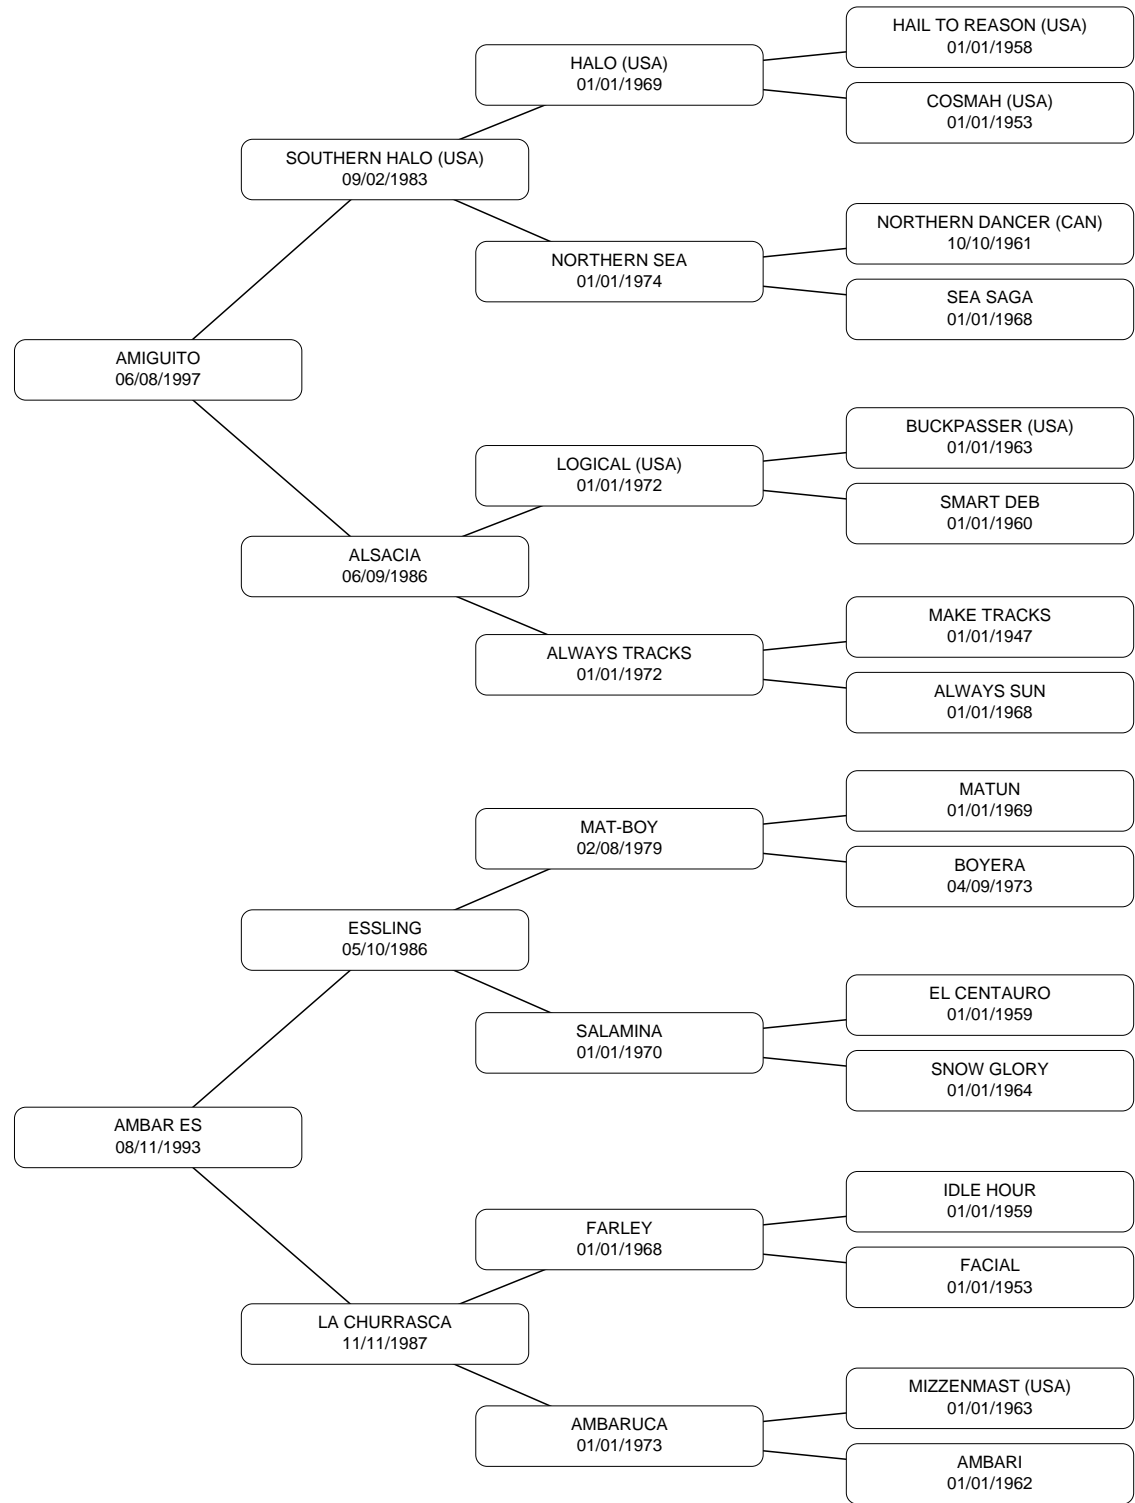 HAIL TO REASON (USA)
01/01/1958
HALO (USA)
01/01/1969
COSMAH (USA)
01/01/1953
SOUTHERN HALO (USA)
09/02/1983
NORTHERN DANCER (CAN)
10/10/1961
NORTHERN SEA
01/01/1974
SEA SAGA
01/01/1968
AMIGUITO
06/08/1997
BUCKPASSER (USA)
01/01/1963
LOGICAL (USA)
01/01/1972
SMART DEB
01/01/1960
ALSACIA
06/09/1986
MAKE TRACKS
01/01/1947
ALWAYS TRACKS
01/01/1972
ALWAYS SUN
01/01/1968
MATUN
01/01/1969
MAT-BOY
02/08/1979
BOYERA
04/09/1973
ESSLING
05/10/1986
EL CENTAURO
01/01/1959
SALAMINA
01/01/1970
SNOW GLORY
01/01/1964
AMBAR ES
08/11/1993
IDLE HOUR
01/01/1959
FARLEY
01/01/1968
FACIAL
01/01/1953
LA CHURRASCA
11/11/1987
MIZZENMAST (USA)
01/01/1963
AMBARUCA
01/01/1973
AMBARI
01/01/1962